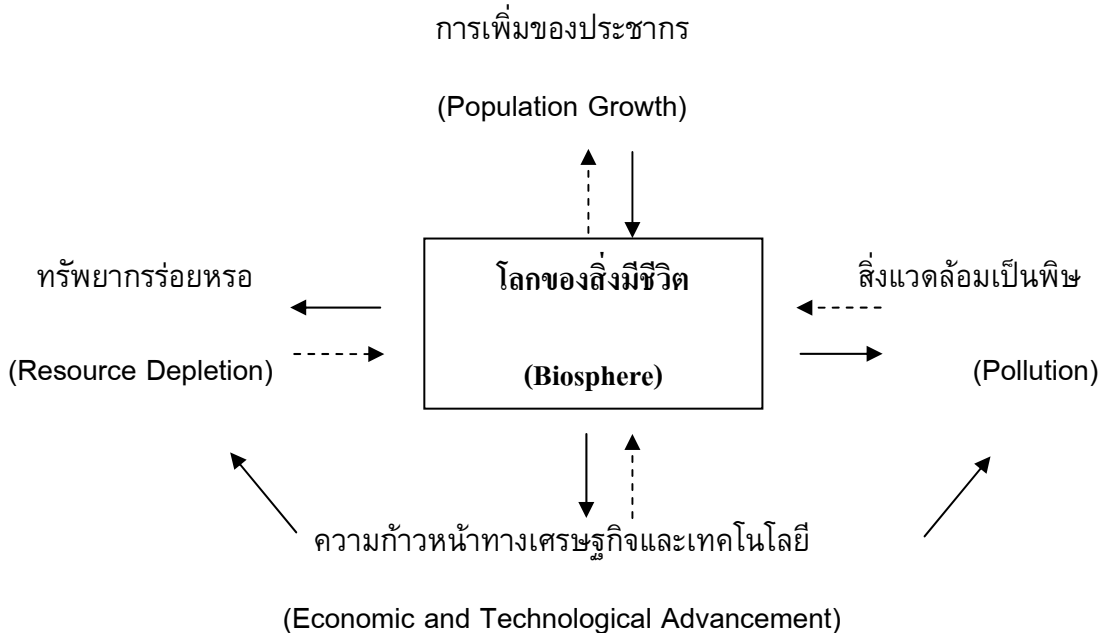 การเพิ่มของประชากร
(Population Growth)
ทรัพยากรร่อยหรอ
(Resource Depletion)
โลกของสิ่งมีชีวิต
(Biosphere)
สิ่งแวดล้อมเป็นพิษ
(Pollution)
ความก้าวหน้าทางเศรษฐกิจและเทคโนโลยี
(Economic and Technological Advancement)